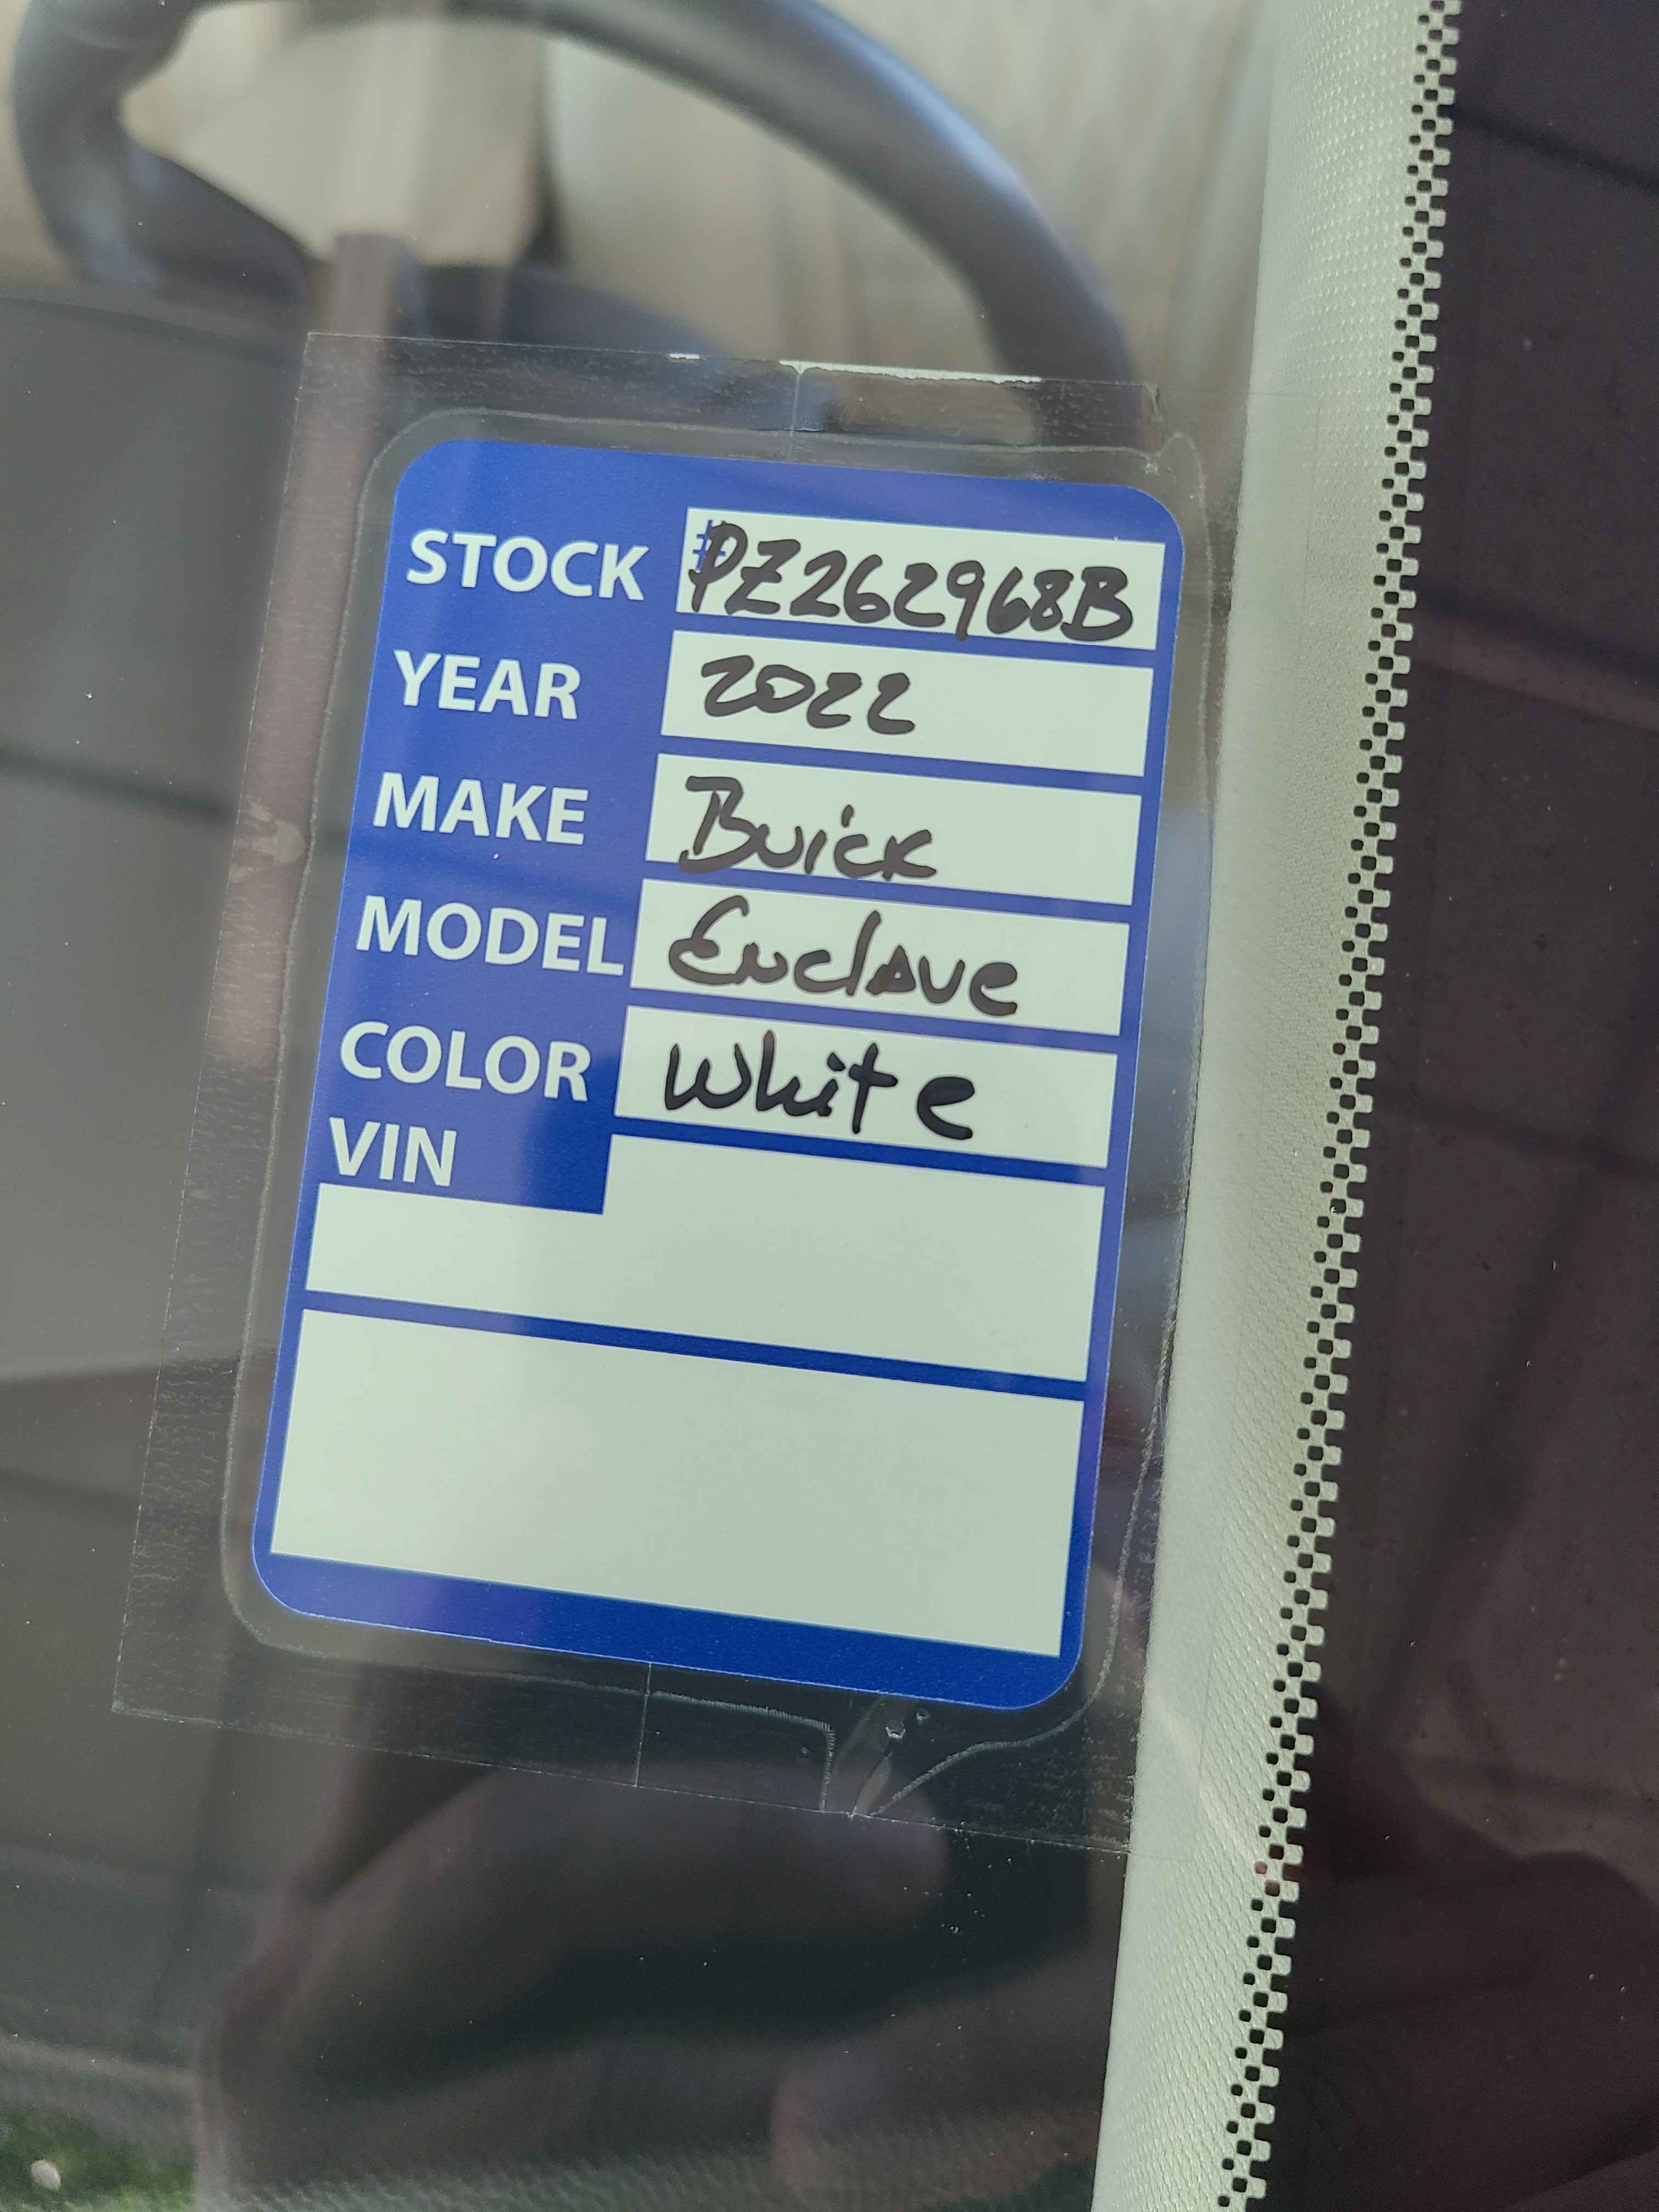 STOCK #PZ262968B
YEAR 2022
MAKE Buick
MODEL Enclave
COLOR White
VIN